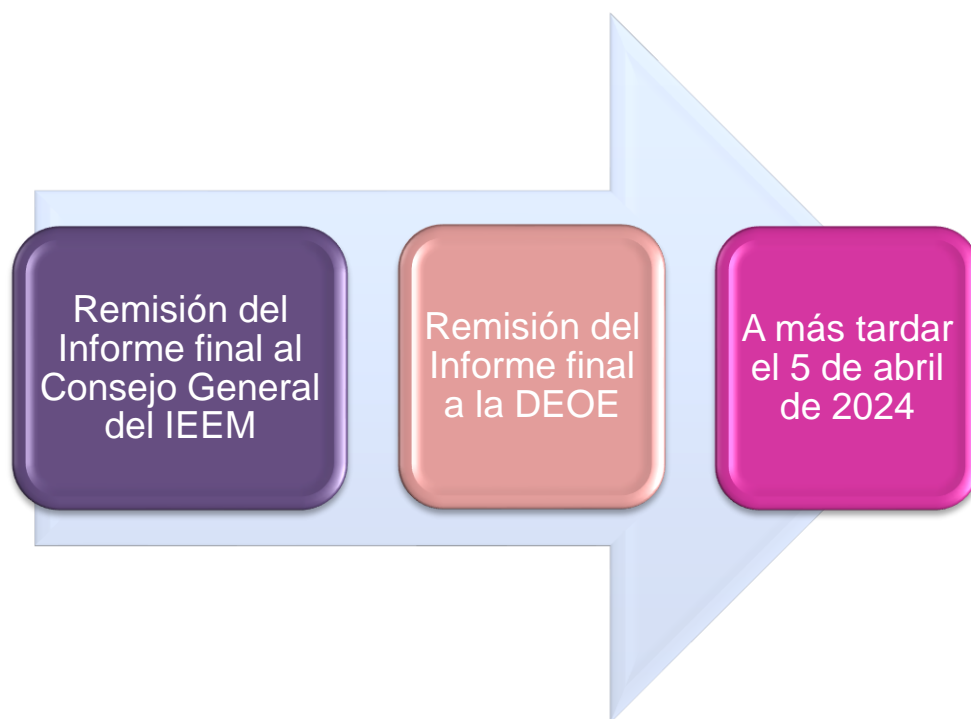 Remisión del
Informe final al
Consejo General
del IEEM
Remisión del
Informe final
a la DEOE
A más tardar
el 5 de abril
de 2024